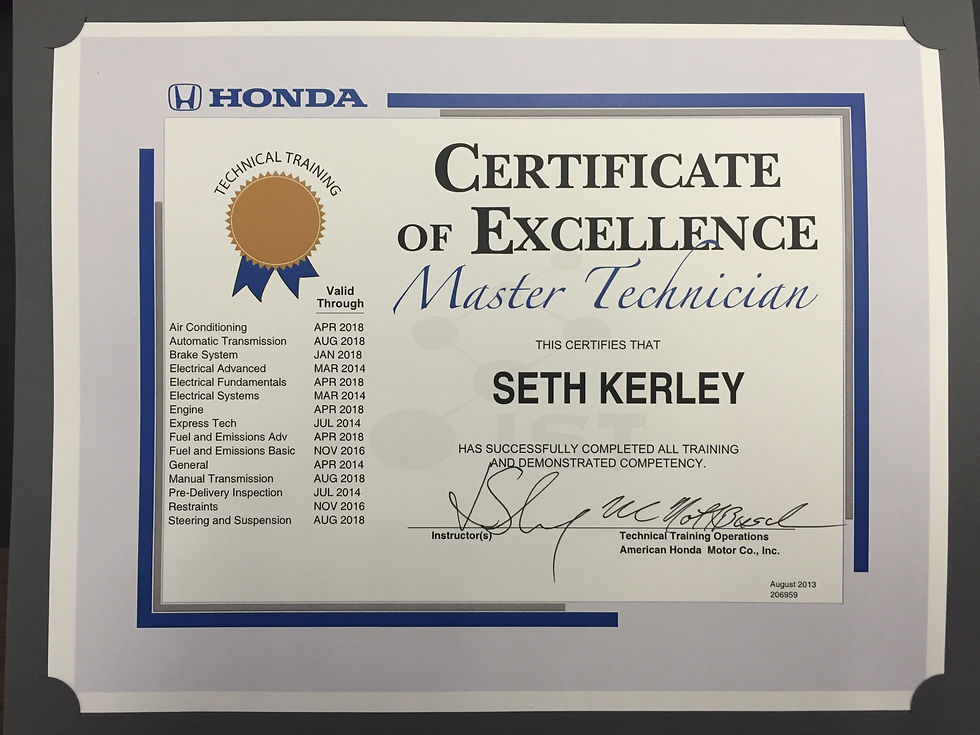 HONDA
TECHNICAL TRAINING
CERTIFICATE
OF EXCELLENCE
Master Technician
Valid
Through
Air Conditioning APR 2018
Automatic Transmission AUG 2018
Brake System JAN 2018
Electrical Advanced MAR 2014
Electrical Fundamentals APR 2018
Electrical Systems MAR 2014
Engine APR 2018
Express Tech JUL 2014
Fuel and Emissions Adv APR 2018
Fuel and Emissions Basic NOV 2016
General APR 2014
Manual Transmission AUG 2018
Pre-Delivery Inspection JUL 2014
Restraints NOV 2016
Steering and Suspension AUG 2018
THIS CERTIFIES THAT
SETH KERLEY
HAS SUCCESSFULLY COMPLETED ALL TRAINING
AND DEMONSTRATED COMPETENCY.
Instructor(s)
Technical Training Operations
American Honda Motor Co., Inc.
August 2013
206959